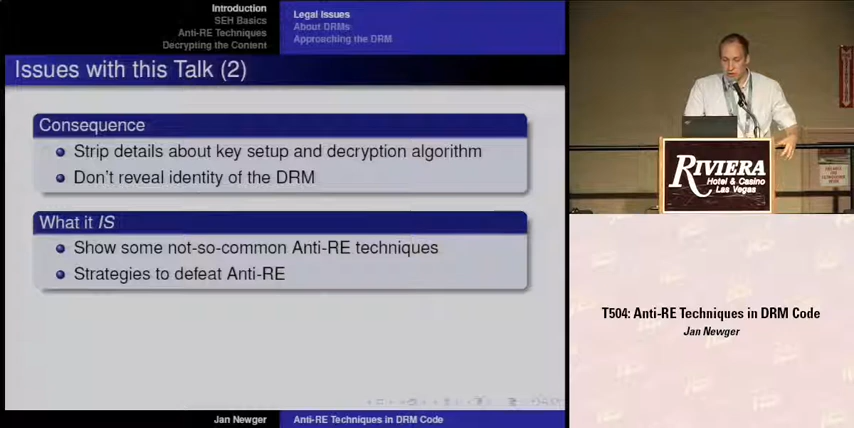 Introduction
SEH Basics
Anti-RE Techniques
Decrypting the Content
Legal Issues
About DRMs
Approaching the DRM
Issues with this Talk (2)
Consequence
Strip details about key setup and decryption algorithm
Don't reveal identity of the DRM
What it IS
Show some not-so-common Anti-RE techniques
Strategies to defeat Anti-RE
Jan Newger
Anti-RE Techniques in DRM Code
RIVIERA
Hotel & Casino
Las Vegas
T504: Anti-RE Techniques in DRM Code
Jan Newger